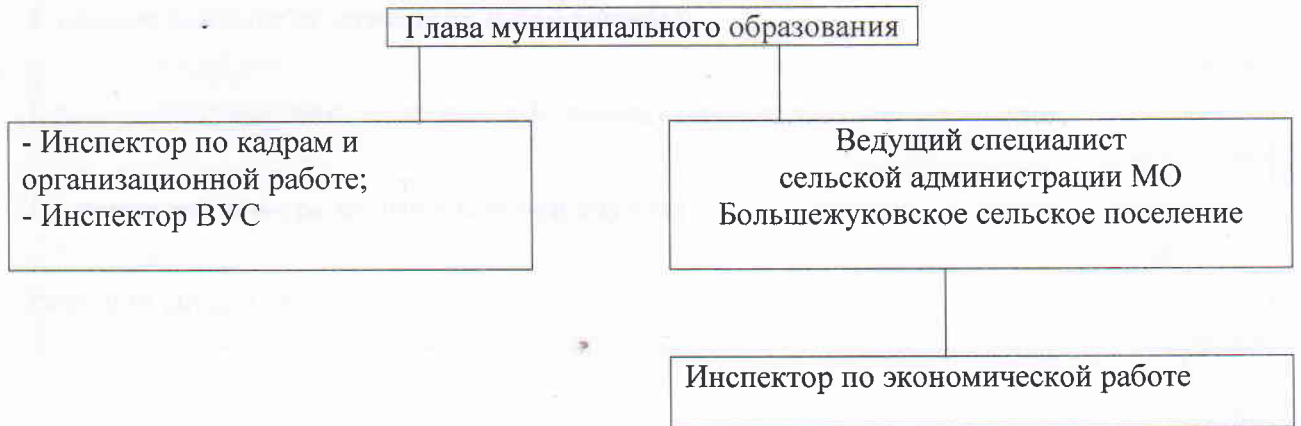 Глава муниципального образования
- Инспектор по кадрам и
организационной работе;
- Инспектор ВУС
Ведущий специалист
сельской администрации МО
Большежуковское сельское поселение
Инспектор по экономической работе